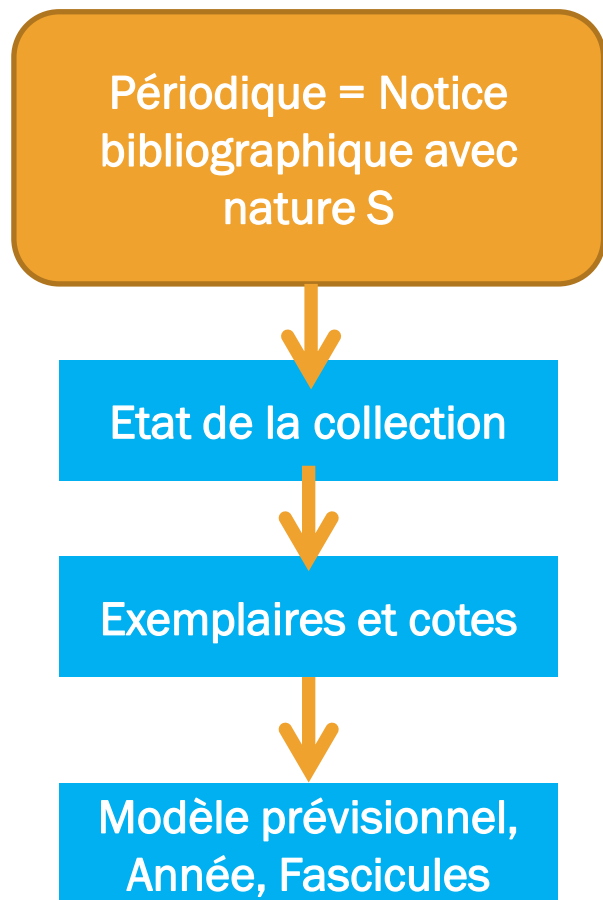 Périodique = Notice
bibliographique avec
nature S
Etat de la collection
Exemplaires et cotes
Modèle prévisionnel,
Année, Fascicules